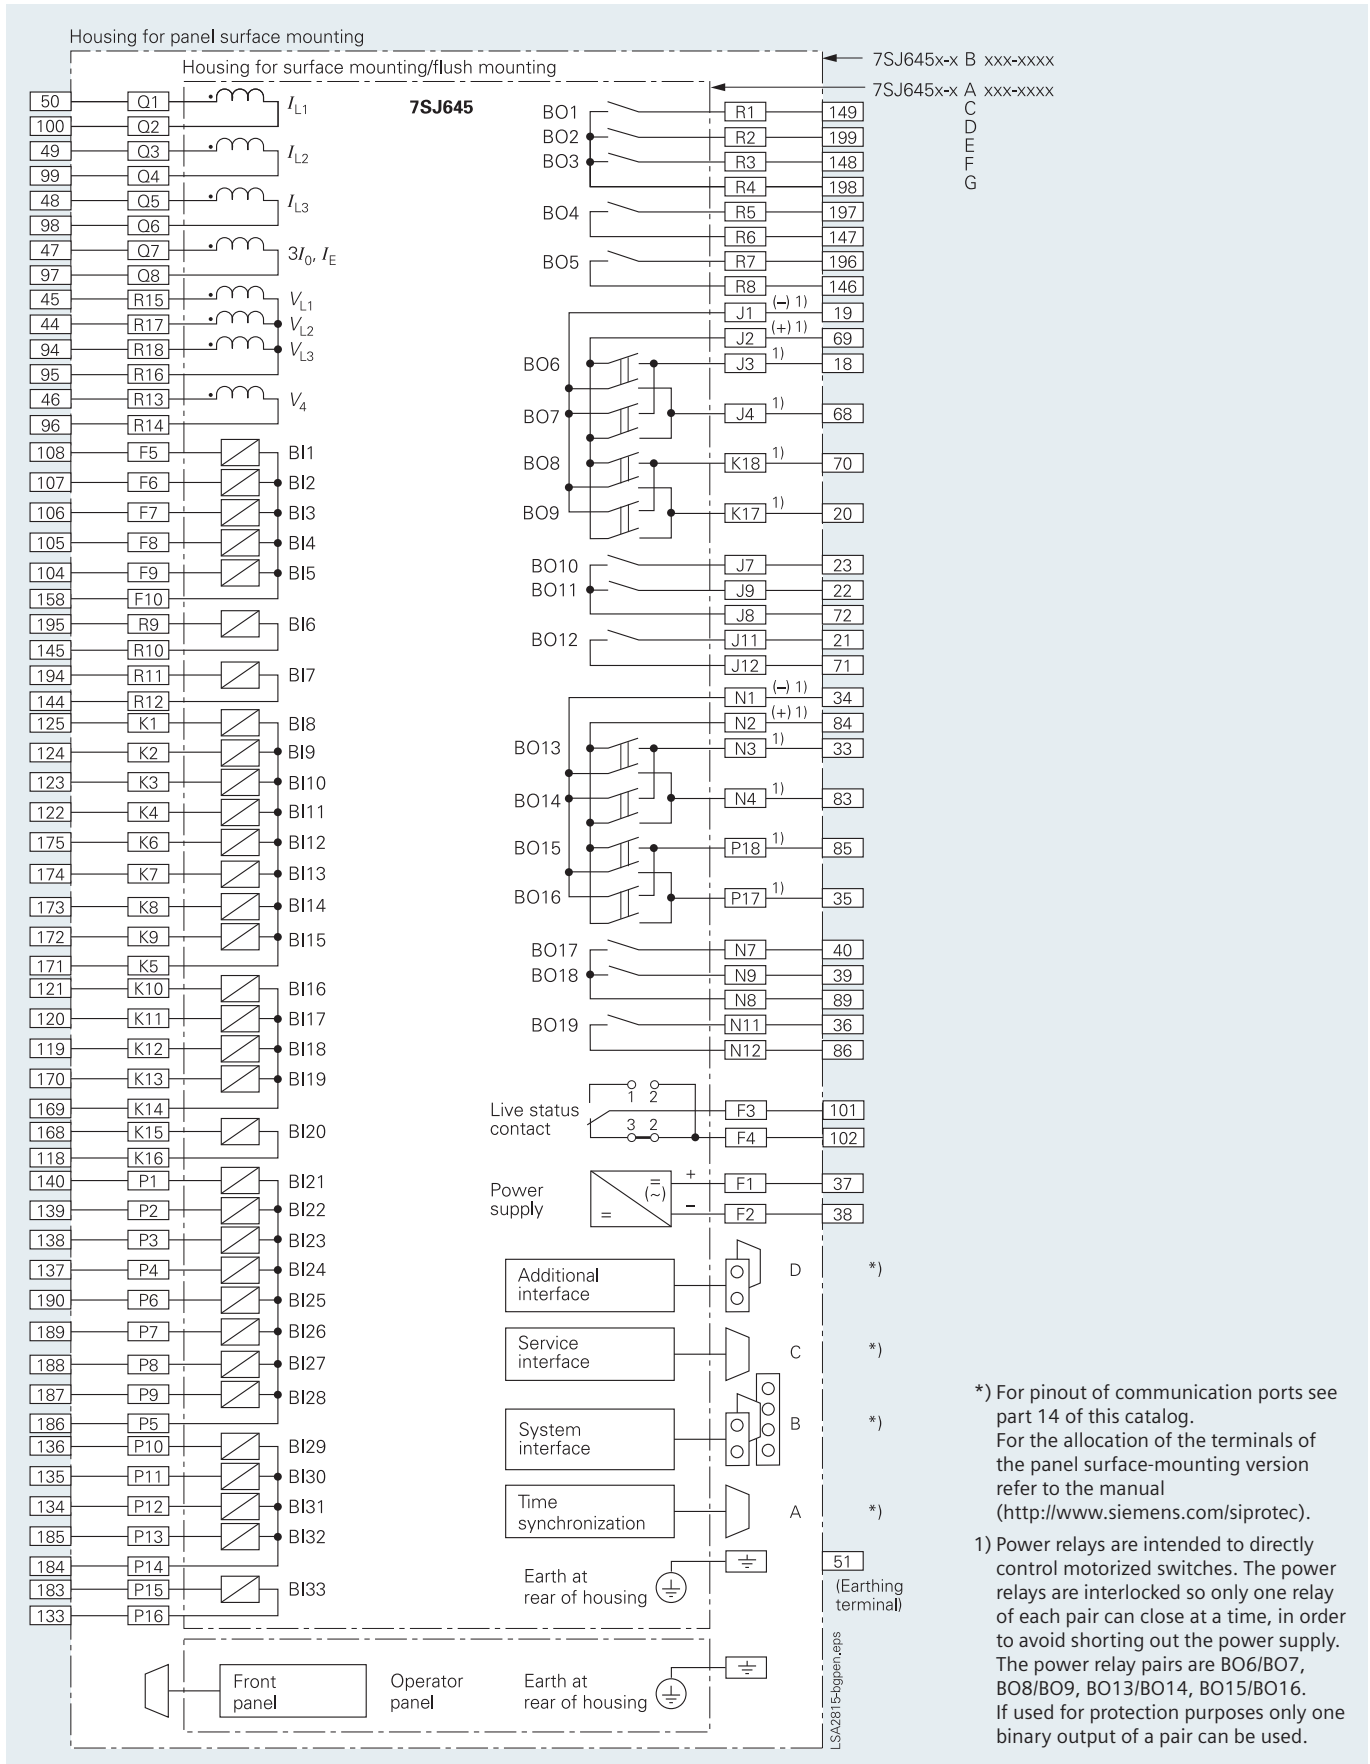 Housing for panel surface mounting
Housing for surface mounting/flush mounting
7SJ645x-x B xxx-xxxx
7SJ645x-x A xxx-xxxx
C
D
E
F
G
7SJ645
50 Q1 I L1
100 Q2
49 Q3 I L2
99 Q4
48 Q5 I L3
98 Q6
47 Q7 3I0, IE
97 Q8
45 R15 VL1
44 R17 VL2
94 R18 VL3
95 R16
46 R13 V4
96 R14
108 F5 BI1
107 F6 BI2
106 F7 BI3
105 F8 BI4
104 F9 BI5
158 F10
195 R9 BI6
145 R10
194 R11 BI7
144 R12
125 K1 BI8
124 K2 BI9
123 K3 BI10
122 K4 BI11
175 K6 BI12
174 K7 BI13
173 K8 BI14
172 K9 BI15
171 K5
121 K10 BI16
120 K11 BI17
119 K12 BI18
170 K13 BI19
169 K14
168 K15 BI20
118 K16
140 P1 BI21
139 P2 BI22
138 P3 BI23
137 P4 BI24
190 P6 BI25
189 P7 BI26
188 P8 BI27
187 P9 BI28
186 P5
136 P10 BI29
135 P11 BI30
134 P12 BI31
185 P13 BI32
184 P14
183 P15 BI33
133 P16
BO1 R1 149
BO2 R2 199
BO3 R3 148
R4 198
BO4 R5 197
R6 147
BO5 R7 196
R8 146
J1 (–) 1) 19
J2 (+) 1) 69
BO6 J3 1) 18
BO7 J4 1) 68
BO8 K18 1) 70
BO9 K17 1) 20
BO10 J7 23
BO11 J9 22
J8 72
BO12 J11 21
J12 71
N1 (–) 1) 34
N2 (+) 1) 84
BO13 N3 1) 33
BO14 N4 1) 83
BO15 P18 1) 85
BO16 P17 1) 35
BO17 N7 40
BO18 N9 39
N8 89
BO19 N11 36
N12 86
1 2
Live status
contact
3 2
F3 101
F4 102
Power
supply
= (~) =
+ F1 37
– F2 38
Additional
interface
D *)
Service
interface
C *)
System
interface
B *)
Time
synchronization
A *)
Earth at
rear of housing
51
(Earthing
terminal)
Front
panel
Operator
panel
Earth at
rear of housing
LSA2815-bgpen.eps
*) For pinout of communication ports see
part 14 of this catalog.
For the allocation of the terminals of
the panel surface-mounting version
refer to the manual
(http://www.siemens.com/siprotec).
1) Power relays are intended to directly
control motorized switches. The power
relays are interlocked so only one relay
of each pair can close at a time, in order
to avoid shorting out the power supply.
The power relay pairs are BO6/BO7,
BO8/BO9, BO13/BO14, BO15/BO16.
If used for protection purposes only one
binary output of a pair can be used.